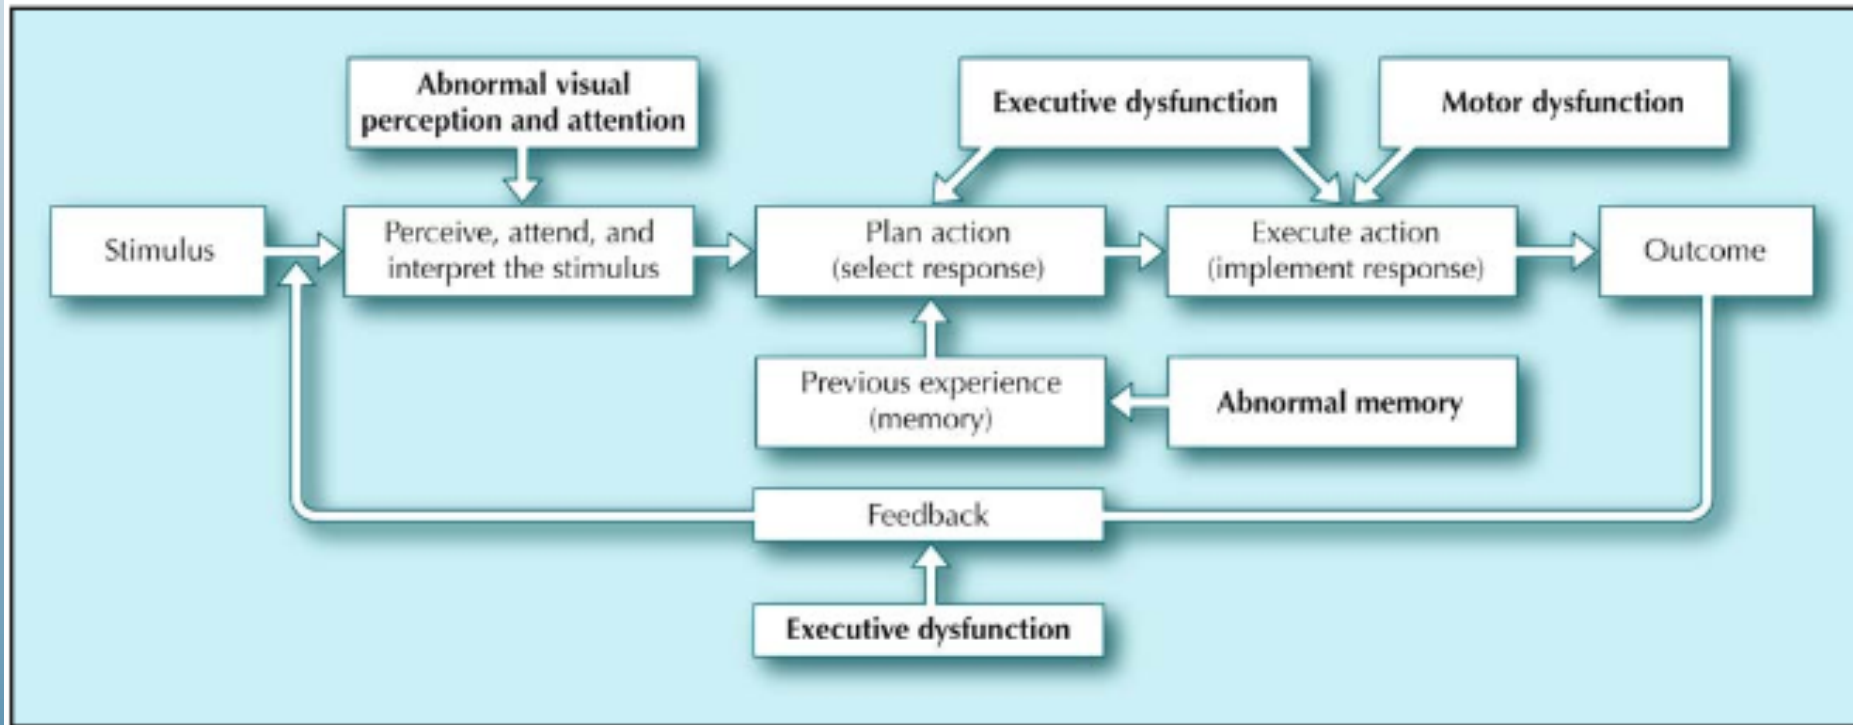 Abnormal visual
perception and attention
Executive dysfunction
Motor dysfunction
Stimulus
Perceive, attend, and
interpret the stimulus
Plan action
(select response)
Execute action
(implement response)
Outcome
Previous experience
(memory)
Abnormal memory
Feedback
Executive dysfunction